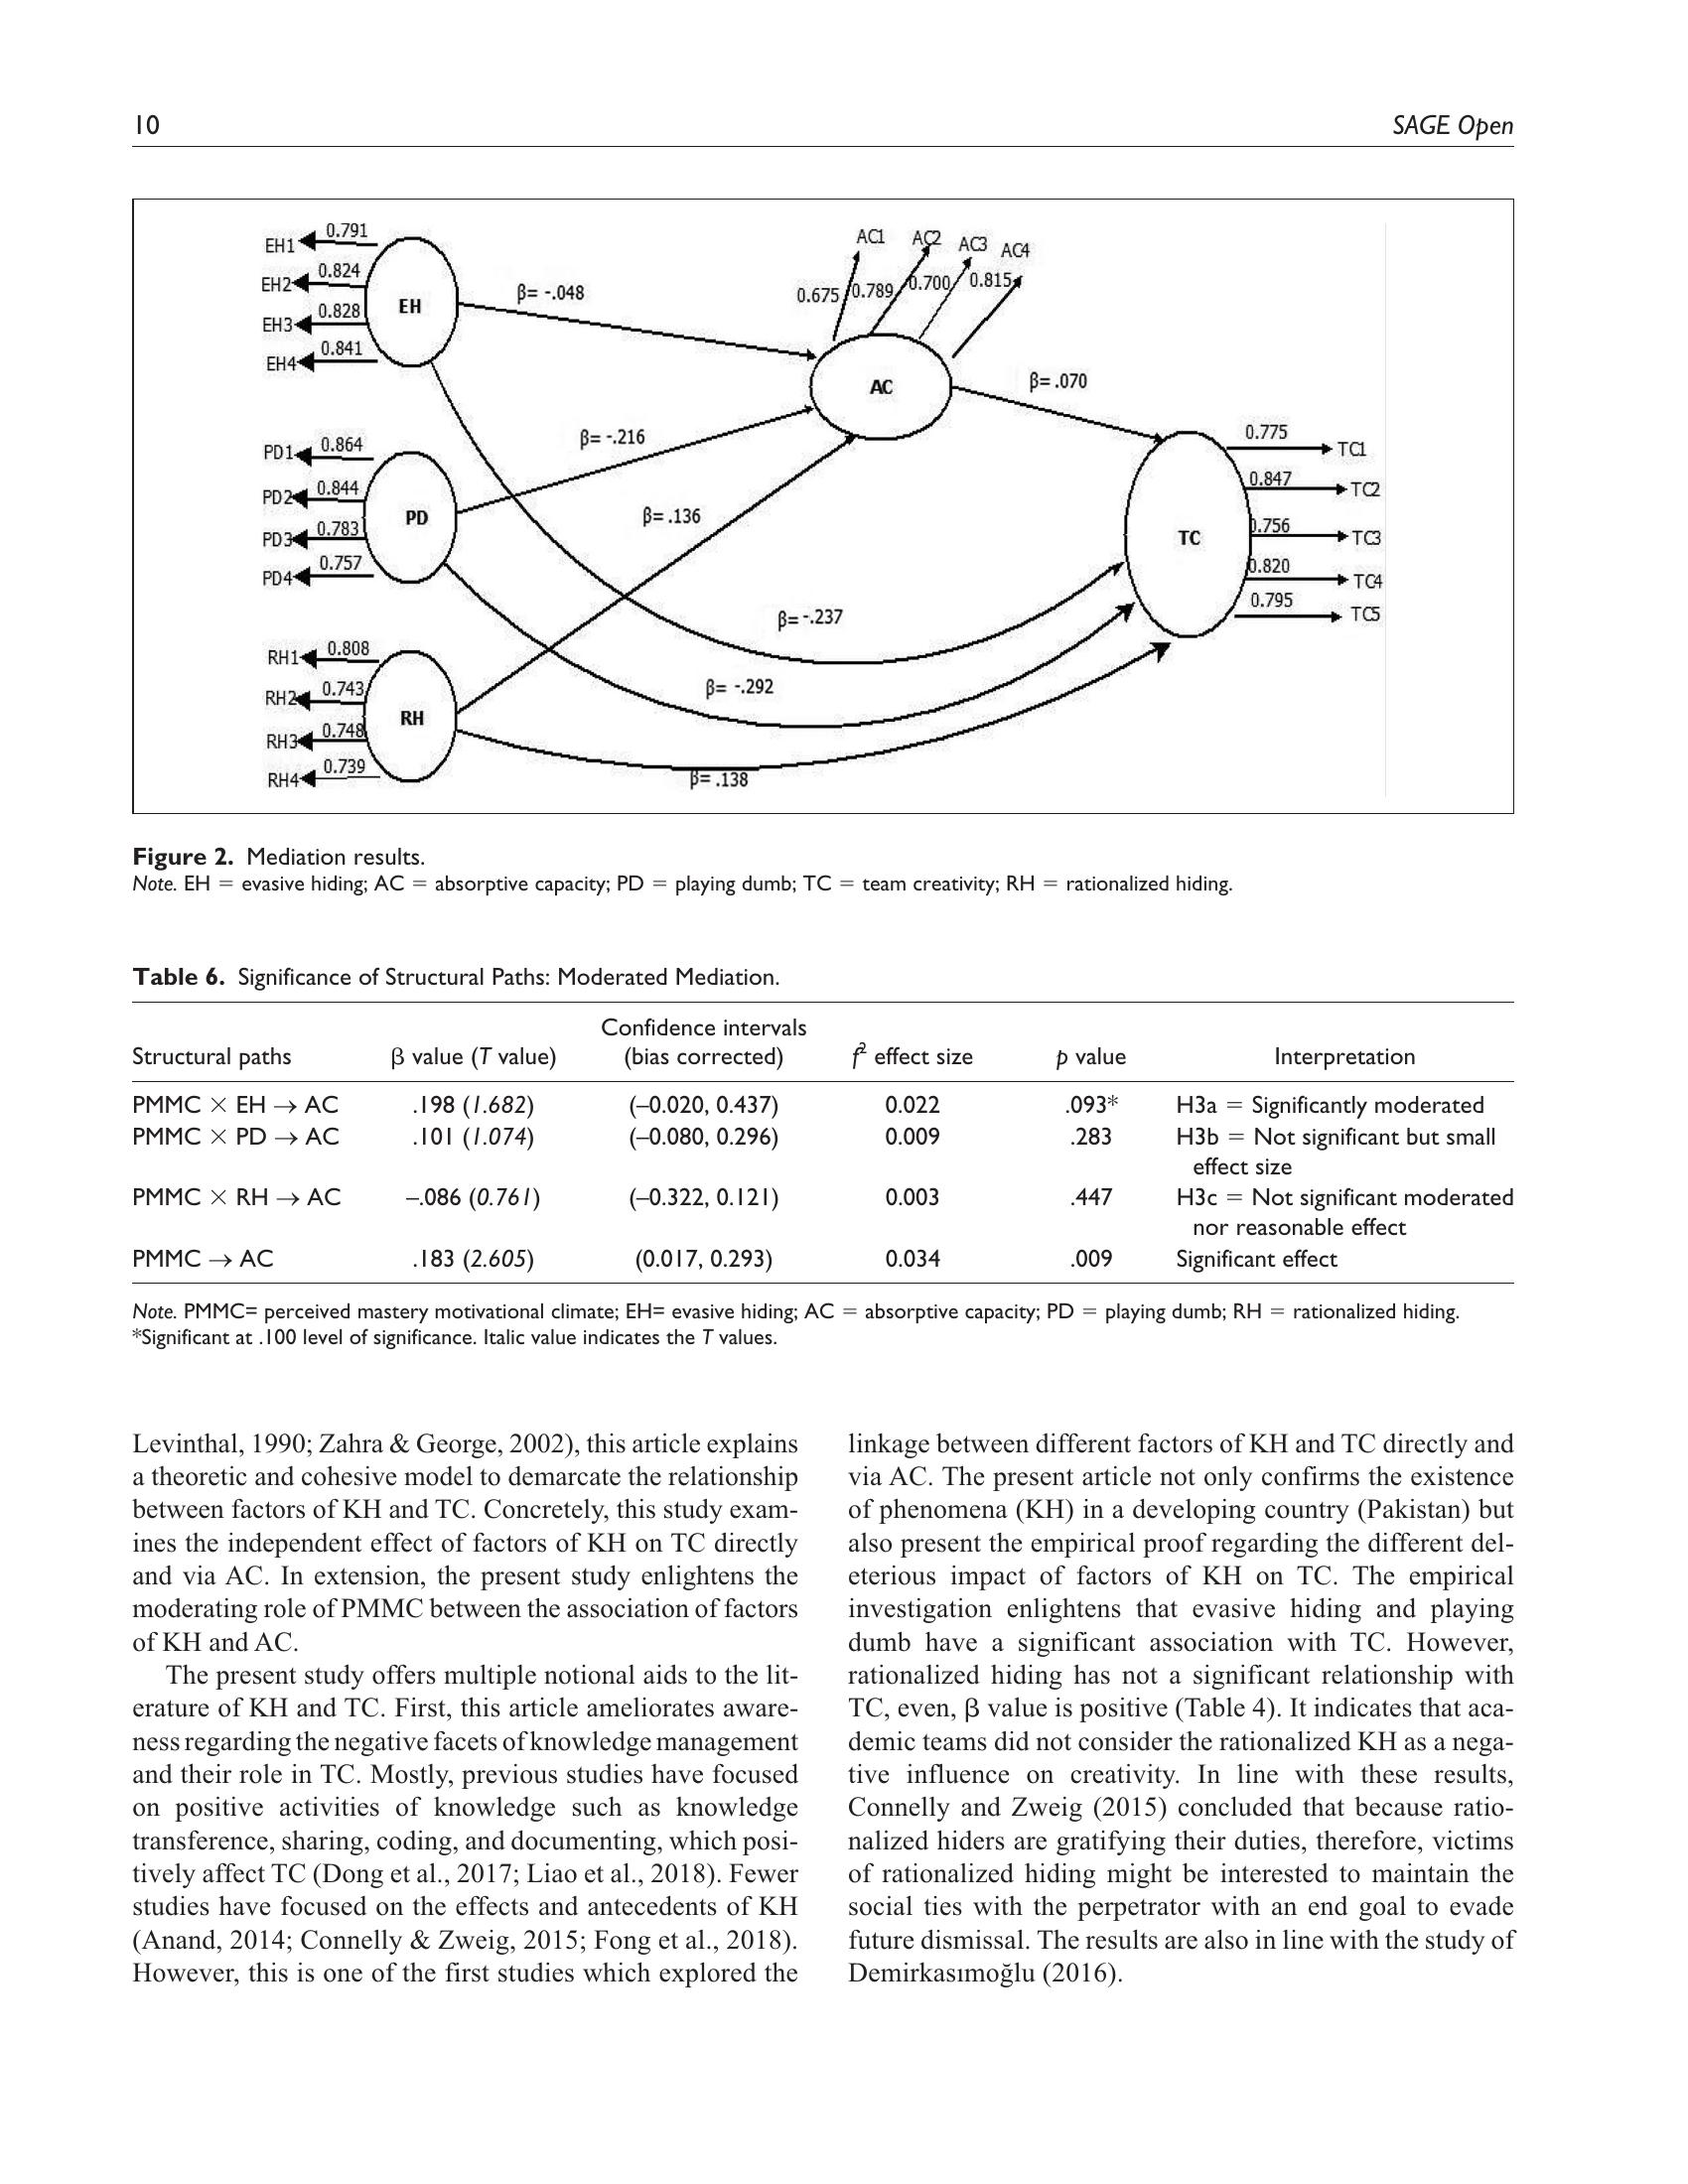 10
SAGE Open
EH1 0.791
EH2 0.824
EH3 0.828
EH4 0.841
EH
β= -.048
AC1 AC2 AC3 AC4
0.675 0.789 0.700 0.815
AC
β= .070
PD1 0.864
PD2 0.844
PD3 0.783
PD4 0.757
PD
β= -.216
β= .136
TC
0.775 TC1
0.847 TC2
0.756 TC3
0.820 TC4
0.795 TC5
β= -.237
RH1 0.808
RH2 0.743
RH3 0.748
RH4 0.739
RH
β= -.292
β= .138
Figure 2. Mediation results.
Note. EH = evasive hiding; AC = absorptive capacity; PD = playing dumb; TC = team creativity; RH = rationalized hiding.
Table 6. Significance of Structural Paths: Moderated Mediation.
Confidence intervals
Structural paths β value (T value) (bias corrected) f² effect size p value Interpretation
PMMC × EH → AC .198 (1.682) (–0.020, 0.437) 0.022 .093* H3a = Significantly moderated
PMMC × PD → AC .101 (1.074) (–0.080, 0.296) 0.009 .283 H3b = Not significant but small
effect size
PMMC × RH → AC –.086 (0.761) (–0.322, 0.121) 0.003 .447 H3c = Not significant moderated
nor reasonable effect
PMMC → AC .183 (2.605) (0.017, 0.293) 0.034 .009 Significant effect
Note. PMMC= perceived mastery motivational climate; EH= evasive hiding; AC = absorptive capacity; PD = playing dumb; RH = rationalized hiding.
*Significant at .100 level of significance. Italic value indicates the T values.
Levinthal, 1990; Zahra & George, 2002), this article explains
a theoretic and cohesive model to demarcate the relationship
between factors of KH and TC. Concretely, this study exam-
ines the independent effect of factors of KH on TC directly
and via AC. In extension, the present study enlightens the
moderating role of PMMC between the association of factors
of KH and AC.
The present study offers multiple notional aids to the lit-
erature of KH and TC. First, this article ameliorates aware-
ness regarding the negative facets of knowledge management
and their role in TC. Mostly, previous studies have focused
on positive activities of knowledge such as knowledge
transference, sharing, coding, and documenting, which posi-
tively affect TC (Dong et al., 2017; Liao et al., 2018). Fewer
studies have focused on the effects and antecedents of KH
(Anand, 2014; Connelly & Zweig, 2015; Fong et al., 2018).
However, this is one of the first studies which explored the
linkage between different factors of KH and TC directly and
via AC. The present article not only confirms the existence
of phenomena (KH) in a developing country (Pakistan) but
also present the empirical proof regarding the different del-
eterious impact of factors of KH on TC. The empirical
investigation enlightens that evasive hiding and playing
dumb have a significant association with TC. However,
rationalized hiding has not a significant relationship with
TC, even, β value is positive (Table 4). It indicates that aca-
demic teams did not consider the rationalized KH as a nega-
tive influence on creativity. In line with these results,
Connelly and Zweig (2015) concluded that because ratio-
nalized hiders are gratifying their duties, therefore, victims
of rationalized hiding might be interested to maintain the
social ties with the perpetrator with an end goal to evade
future dismissal. The results are also in line with the study of
Demirkasımoğlu (2016).